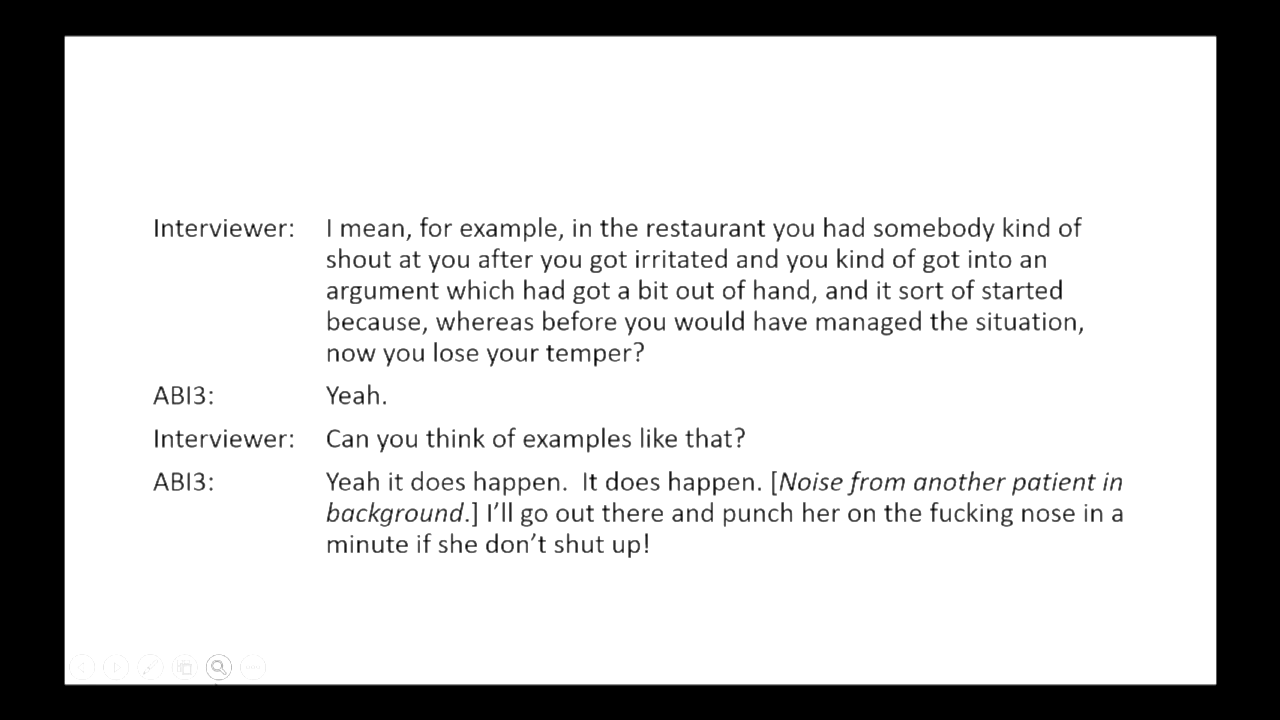 Interviewer: I mean, for example, in the restaurant you had somebody kind of
shout at you after you got irritated and you kind of got into an
argument which had got a bit out of hand, and it sort of started
because, whereas before you would have managed the situation,
now you lose your temper?
ABI3: Yeah.
Interviewer: Can you think of examples like that?
ABI3: Yeah it does happen.  It does happen. [Noise from another patient in
background.] I’ll go out there and punch her on the fucking nose in a
minute if she don’t shut up!